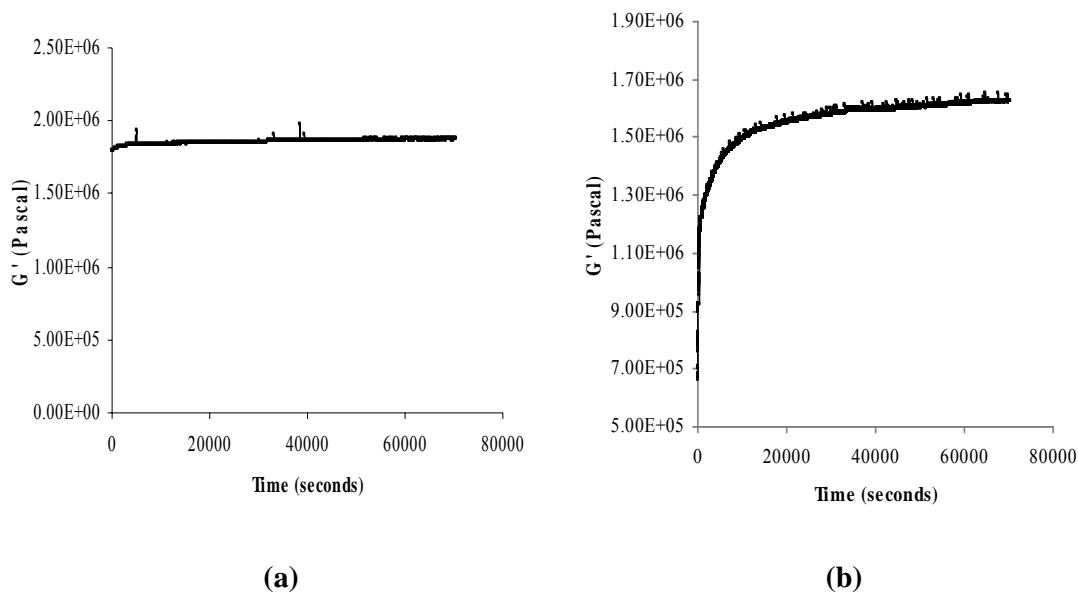 2.50E+06
2.00E+06
1.50E+06
1.00E+06
5.00E+05
0.00E+00
G' (Pascal)
0 20000 40000 60000 80000
Time (seconds)
(a)
1.90E+06
1.70E+06
1.50E+06
1.30E+06
1.10E+06
9.00E+05
7.00E+05
5.00E+05
G' (Pascal)
0 20000 40000 60000 80000
Time (seconds)
(b)